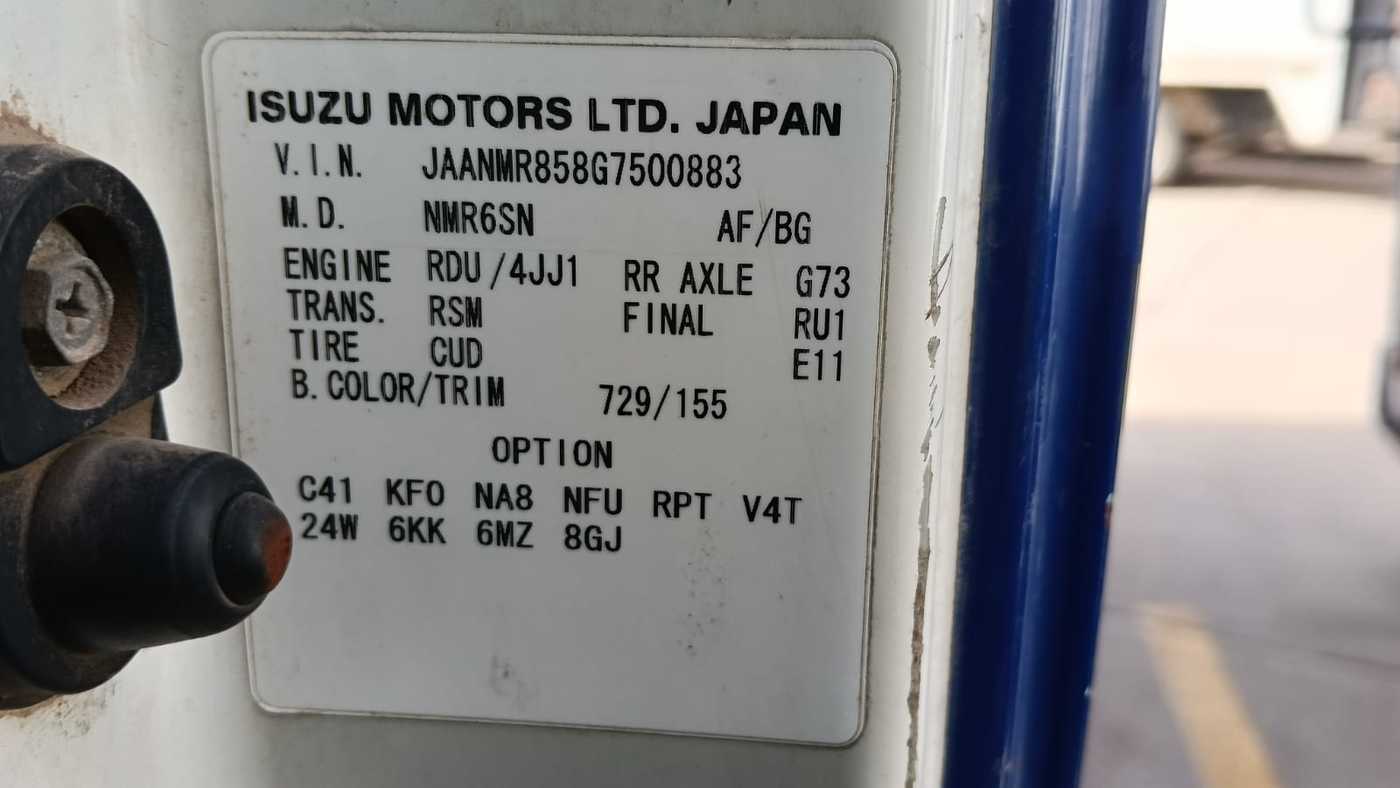 ISUZU MOTORS LTD. JAPAN
V.I.N. JAANMR858G7500883
M.D. NMR6SN AF/BG
ENGINE RDU/4JJ1 RR AXLE G73
TRANS. RSM FINAL RU1
TIRE CUD E11
B.COLOR/TRIM 729/155
OPTION
C41 KFO NA8 NFU RPT V4T
24W 6KK 6MZ 8GJ